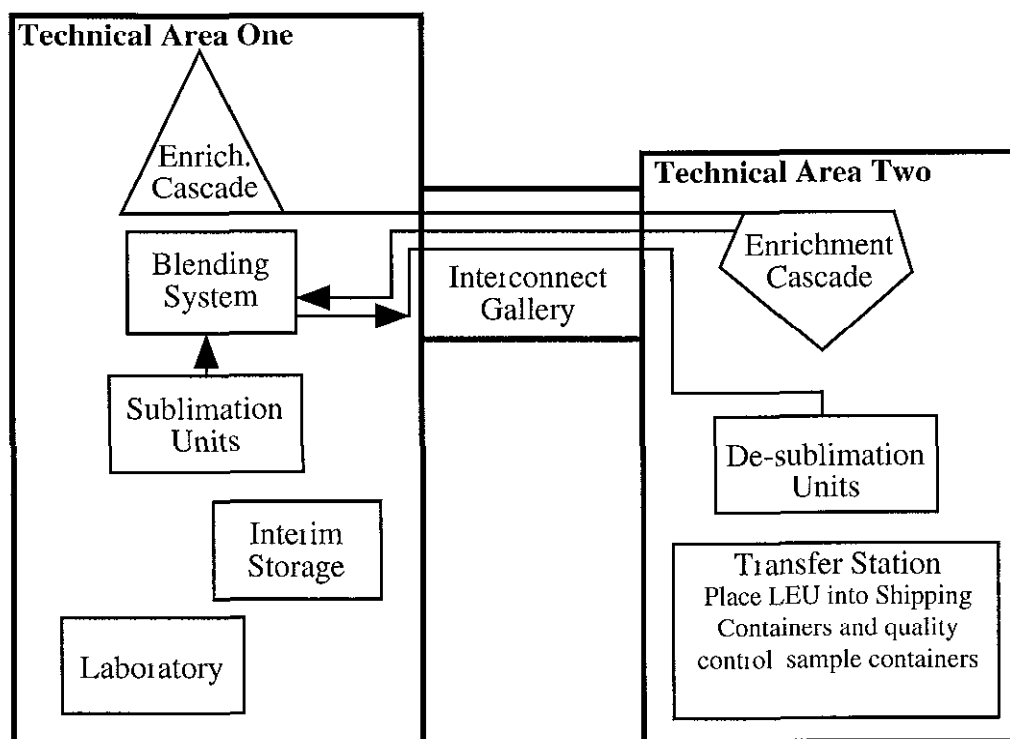 Technical Area One
Enrich.
Cascade
Blending
System
Sublimation
Units
Interim
Storage
Laboratory
Interconnect
Gallery
Technical Area Two
Enrichment
Cascade
De-sublimation
Units
Transfer Station
Place LEU into Shipping
Containers and quality
control sample containers